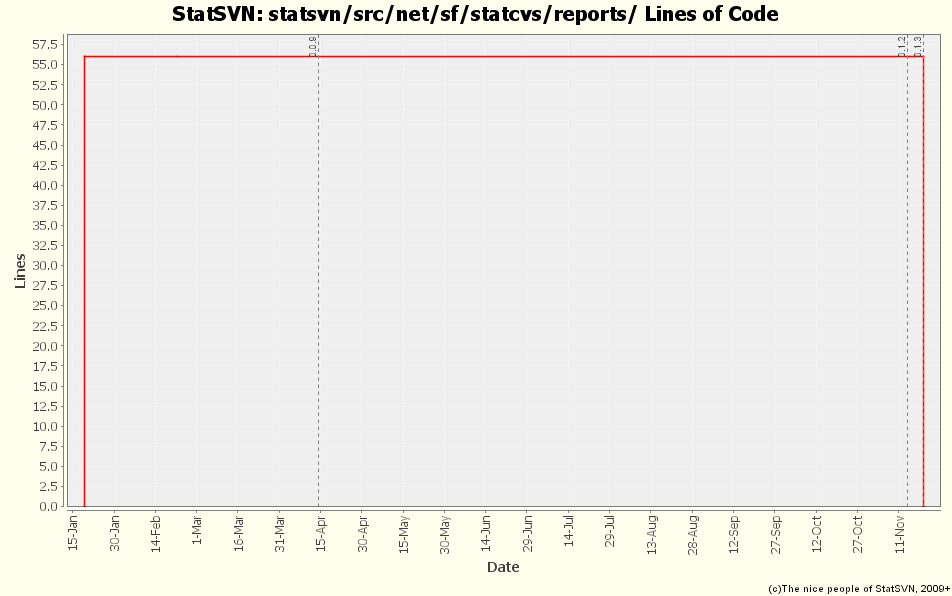 StatSVN: statsvn/src/net/sf/statcvs/reports/ Lines of Code
57.5
55.0
52.5
50.0
47.5
45.0
42.5
40.0
37.5
35.0
32.5
30.0
27.5
25.0
22.5
20.0
17.5
15.0
12.5
10.0
7.5
5.0
2.5
0.0
Lines
0.0.9
0.1.2
0.1.3
15-Jan
30-Jan
14-Feb
1-Mar
16-Mar
31-Mar
15-Apr
30-Apr
15-May
30-May
14-Jun
29-Jun
14-Jul
29-Jul
13-Aug
28-Aug
12-Sep
27-Sep
12-Oct
27-Oct
11-Nov
Date
(c)The nice people of StatSVN, 2009+